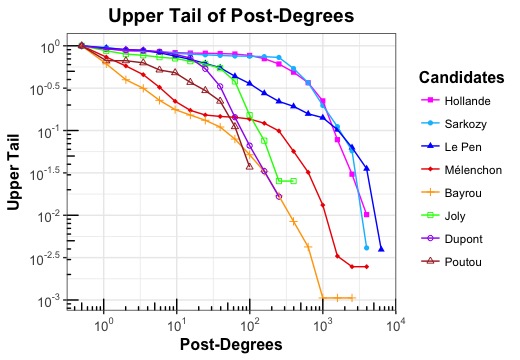 Upper Tail of Post-Degrees
Upper Tail
10^0
10^-0.5
10^-1
10^-1.5
10^-2
10^-2.5
10^-3
10^0
10^1
10^2
10^3
10^4
Post-Degrees
Candidates
Hollande
Sarkozy
Le Pen
Mélenchon
Bayrou
Joly
Dupont
Poutou